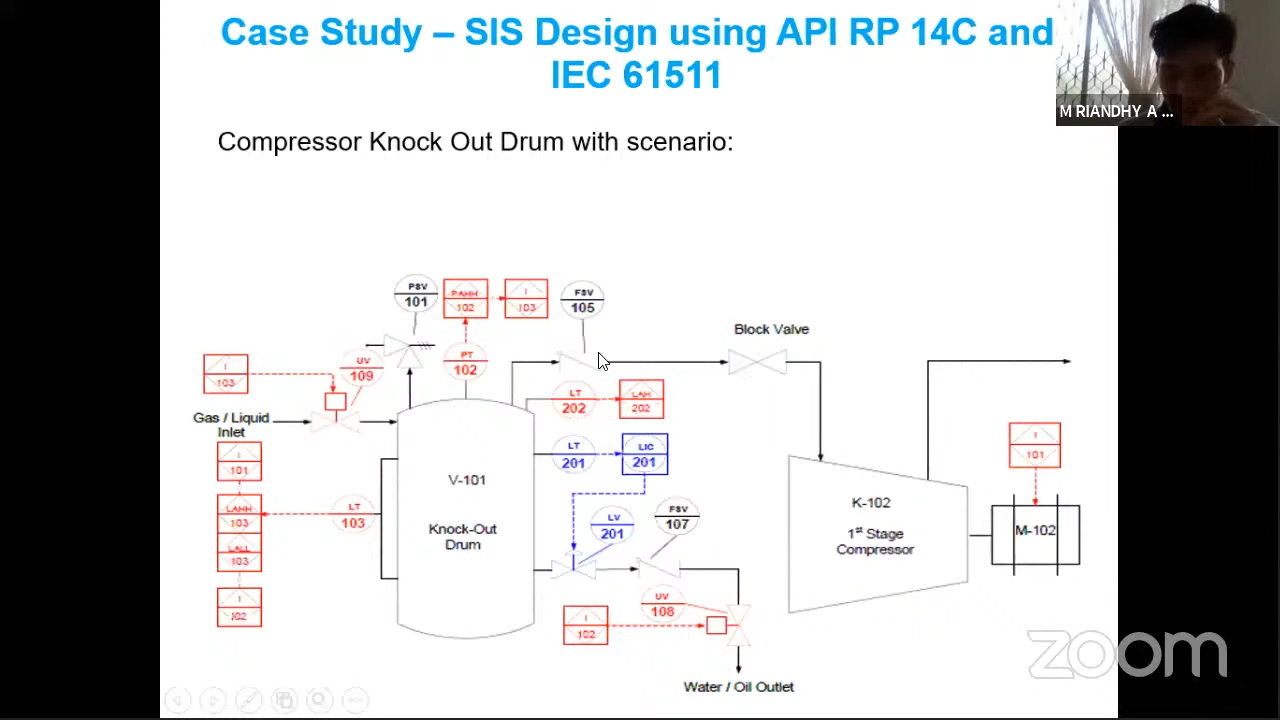 Case Study – SIS Design using API RP 14C and
IEC 61511
M RIANDHY A ...
Compressor Knock Out Drum with scenario:
PSV
101
PAHH
102
I
103
FSV
105
Block Valve
I
103
UV
109
PT
102
LT
202
LAH
202
Gas / Liquid
Inlet
I
101
LT
201
LIC
201
I
101
V-101
LAHH
103
LT
103
Knock-Out
Drum
LALL
103
LV
201
FSV
107
K-102
1st Stage
Compressor
M-102
I
102
UV
108
I
102
Water / Oil Outlet
zoom